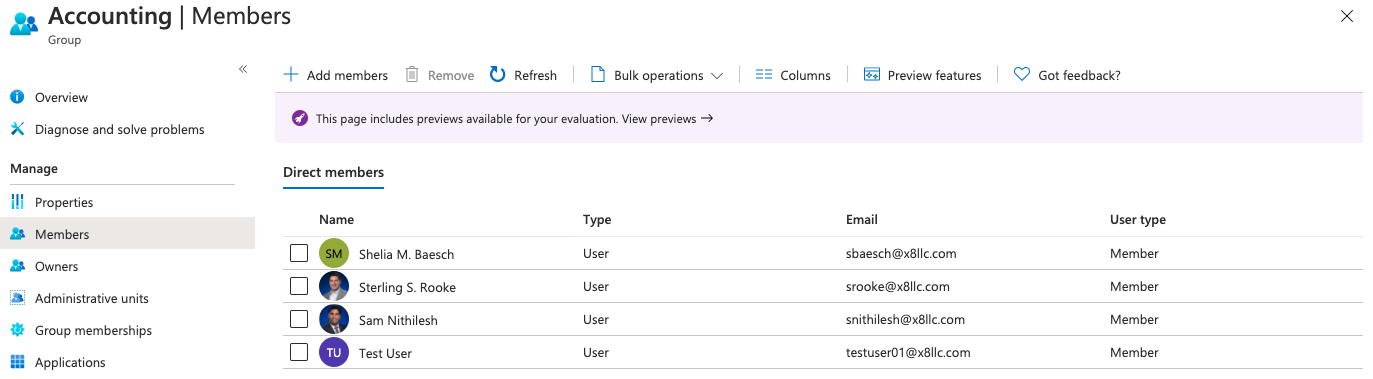 Accounting | Members
Group
«
Overview
Diagnose and solve problems
Manage
Properties
Members
Owners
Administrative units
Group memberships
Applications
Add members Remove Refresh Bulk operations Columns Preview features Got feedback?
This page includes previews available for your evaluation. View previews →
Direct members
Name Type Email User type
SM Shelia M. Baesch User sbaesch@x8llc.com Member
Sterling S. Rooke User srooke@x8llc.com Member
Sam Nithilesh User snithilesh@x8llc.com Member
TU Test User User testuser01@x8llc.com Member